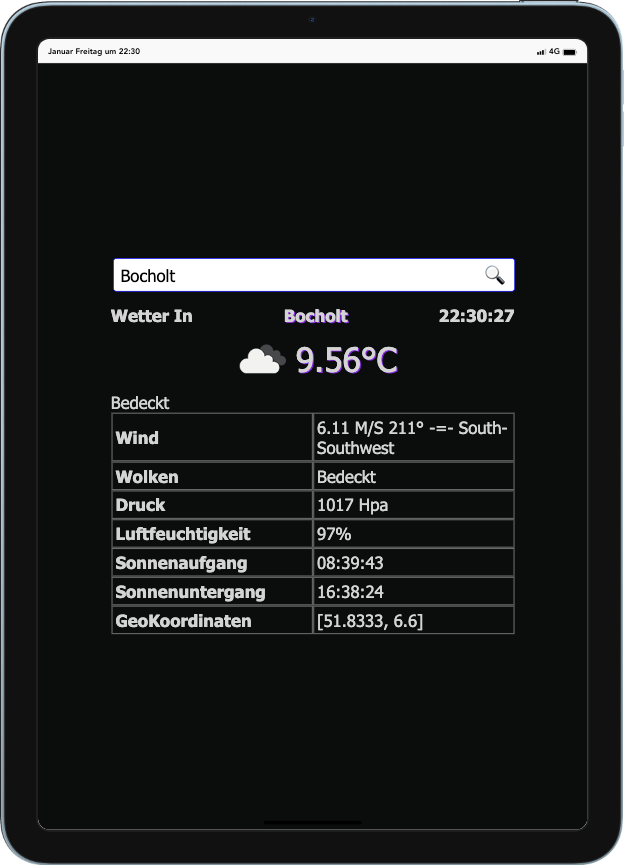 Januar Freitag um 22:30 4G
Bocholt
Wetter In Bocholt 22:30:27
9.56°C
Bedeckt
Wind 6.11 M/S 211° -=- South-
Southwest
Wolken Bedeckt
Druck 1017 Hpa
Luftfeuchtigkeit 97%
Sonnenaufgang 08:39:43
Sonnenuntergang 16:38:24
GeoKoordinaten [51.8333, 6.6]